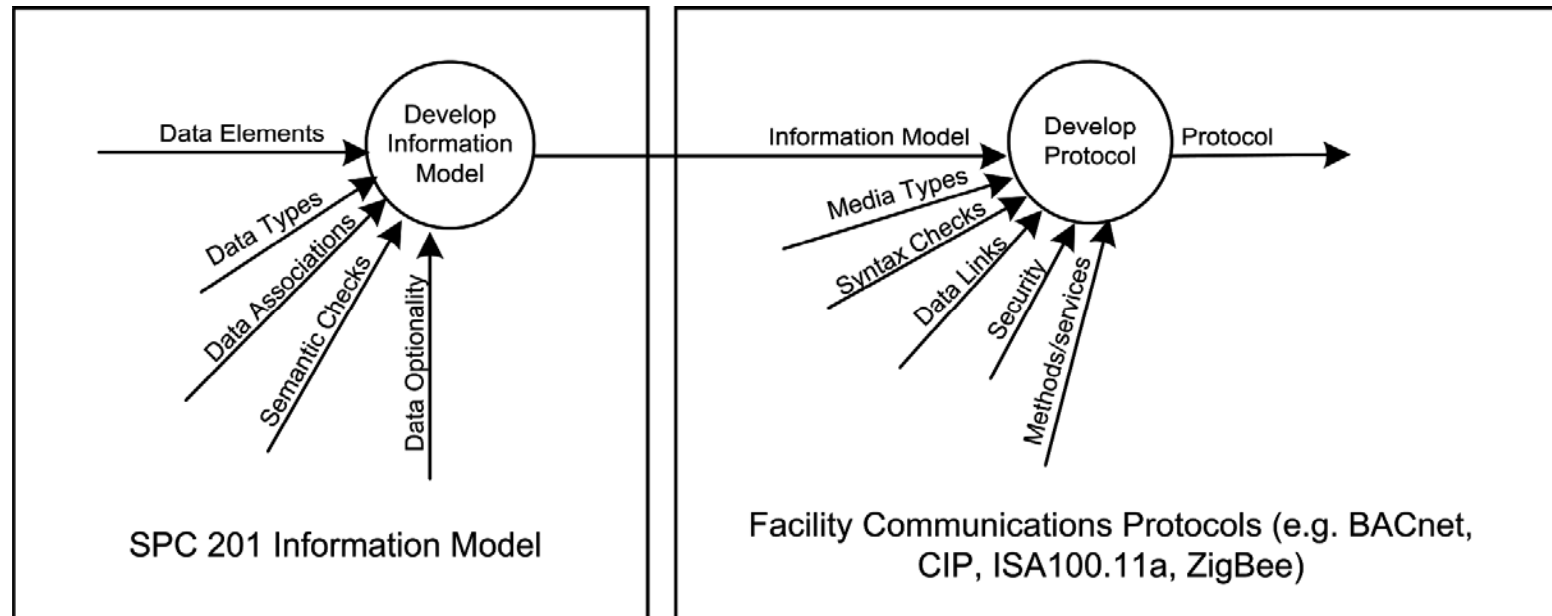 Develop
Information
Model
Data Elements
Data Types
Data Associations
Semantic Checks
Data Optionality
SPC 201 Information Model
Information Model
Develop
Protocol
Protocol
Media Types
Syntax Checks
Data Links
Security
Methods/services
Facility Communications Protocols (e.g. BACnet,
CIP, ISA100.11a, ZigBee)